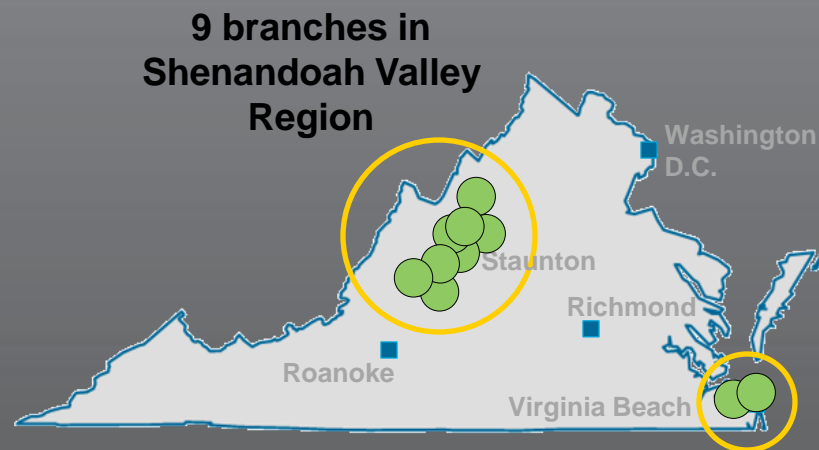 9 branches in
Shenandoah Valley
Region
Washington
D.C.
Staunton
Richmond
Roanoke
Virginia Beach